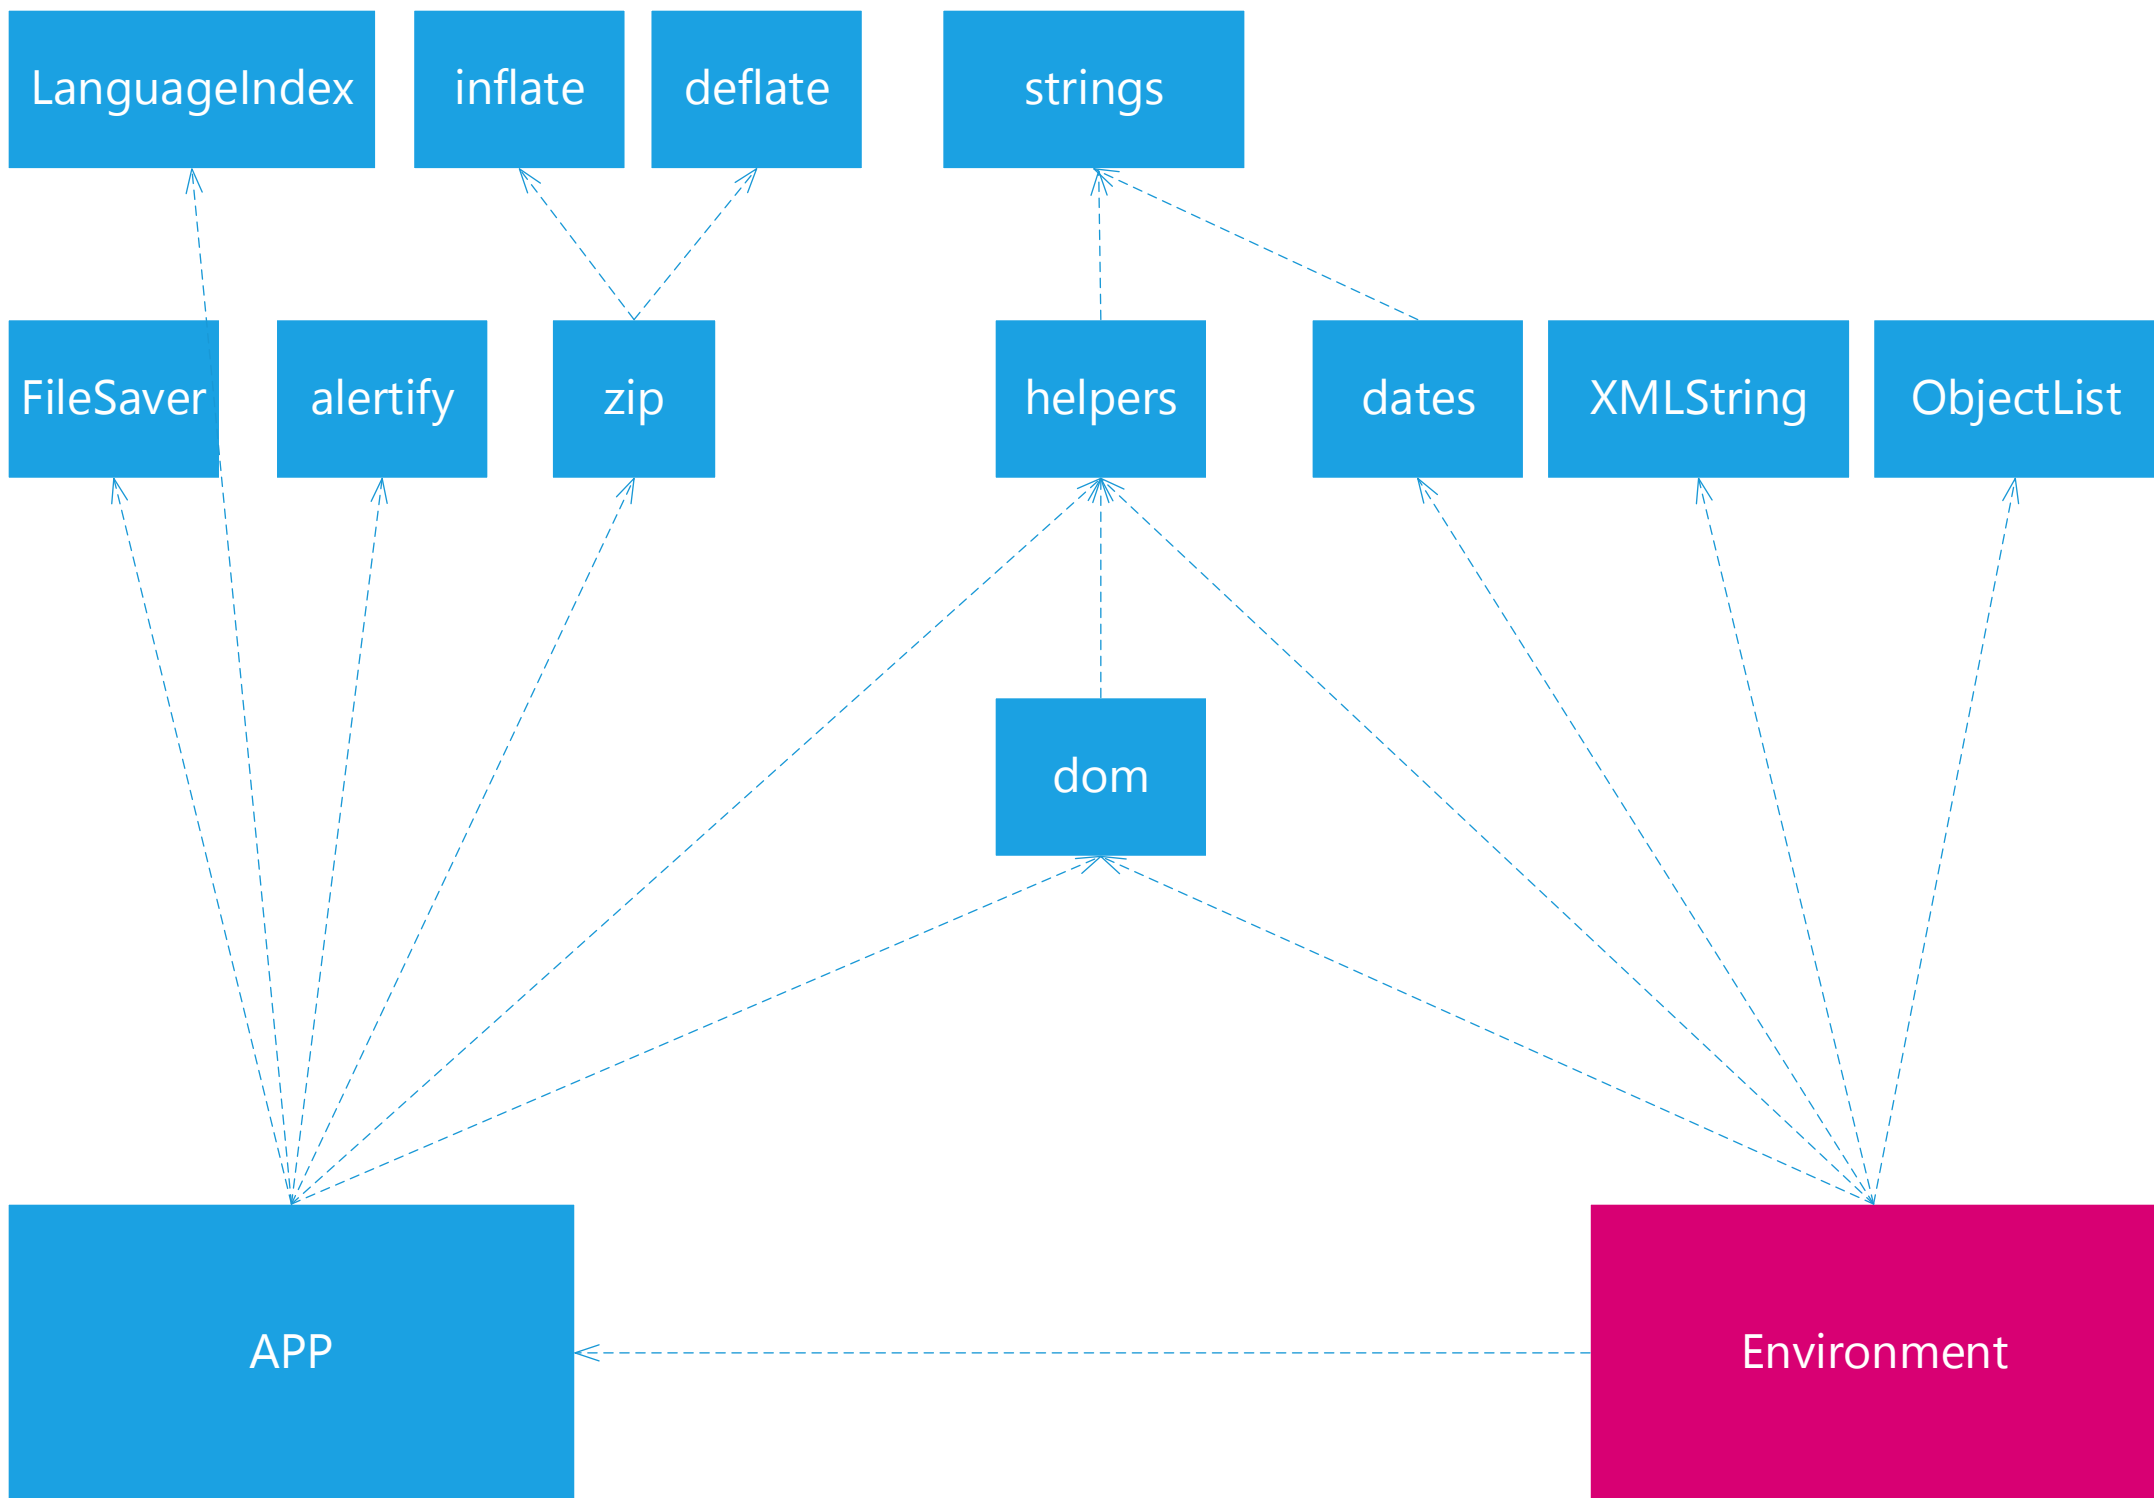 LanguageIndex
inflate
deflate
strings
FileSaver
alertify
zip
helpers
dates
XMLString
ObjectList
dom
APP
Environment